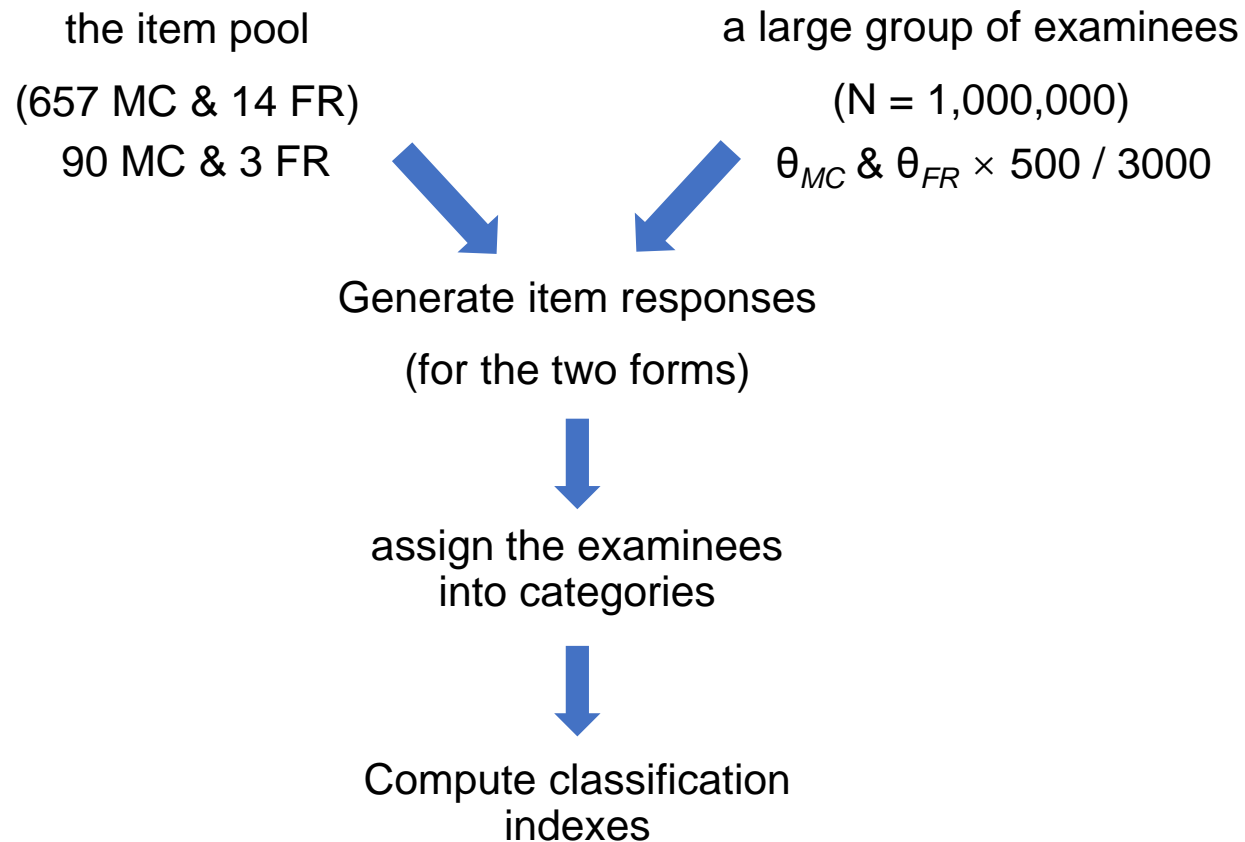 the item pool
(657 MC & 14 FR)
90 MC & 3 FR
a large group of examinees
(N = 1,000,000)
θMC & θFR × 500 / 3000
Generate item responses
(for the two forms)
assign the examinees
into categories
Compute classification
indexes